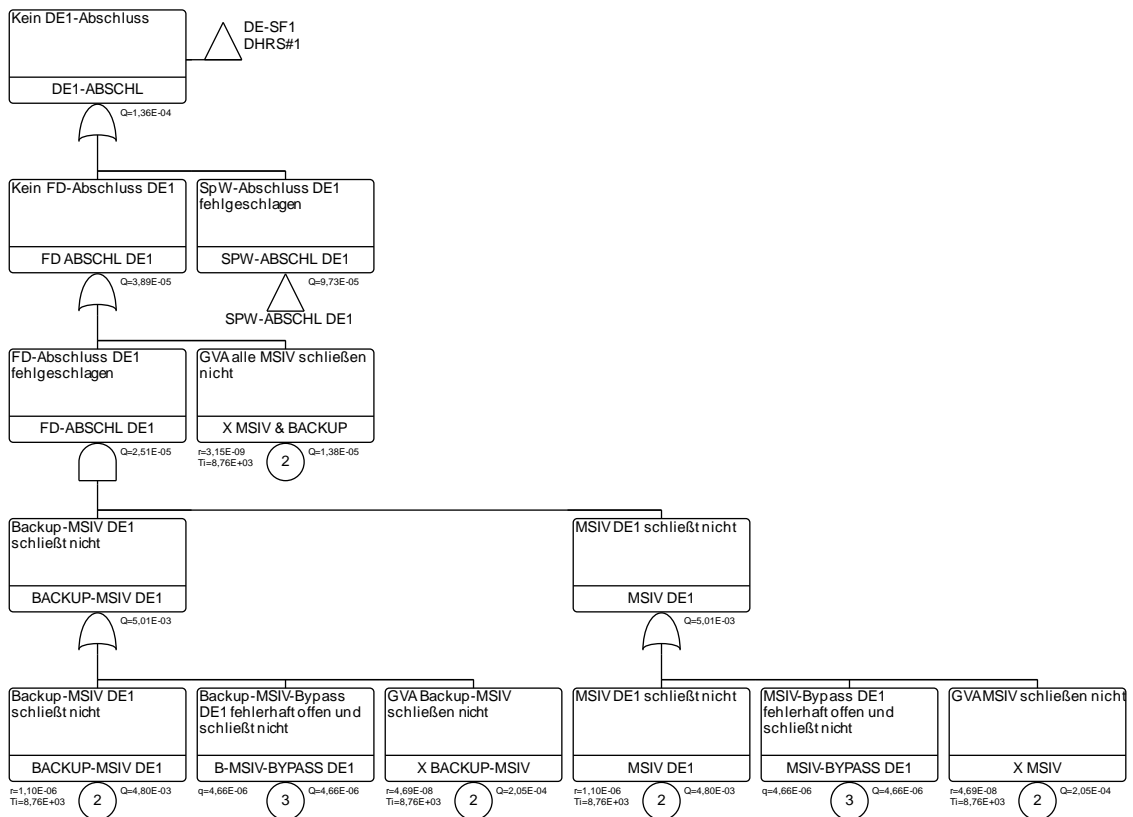 Kein DE1-Abschluss
DE1-ABSCHL
DE-SF1
DHRS#1
Q=1,36E-04
Kein FD-Abschluss DE1
FD ABSCHL DE1
Q=3,89E-05
SpW-Abschluss DE1
fehlgeschlagen
SPW-ABSCHL DE1
Q=9,73E-05
SPW-ABSCHL DE1
FD-Abschluss DE1
fehlgeschlagen
FD-ABSCHL DE1
Q=2,51E-05
GVA alle MSIV schließen
nicht
X MSIV & BACKUP
r=3,15E-09
Ti=8,76E+03
2
Q=1,38E-05
Backup-MSIV DE1
schließt nicht
BACKUP-MSIV DE1
Q=5,01E-03
MSIV DE1 schließt nicht
MSIV DE1
Q=5,01E-03
Backup-MSIV DE1
schließt nicht
BACKUP-MSIV DE1
r=1,10E-06
Ti=8,76E+03
2
Q=4,80E-03
Backup-MSIV-Bypass
DE1 fehlerhaft offen und
schließt nicht
B-MSIV-BYPASS DE1
q=4,66E-06
3
Q=4,66E-06
GVA Backup-MSIV
schließen nicht
X BACKUP-MSIV
r=4,69E-08
Ti=8,76E+03
2
Q=2,05E-04
MSIV DE1 schließt nicht
MSIV DE1
r=1,10E-06
Ti=8,76E+03
2
Q=4,80E-03
MSIV-Bypass DE1
fehlerhaft offen und
schließt nicht
MSIV-BYPASS DE1
q=4,66E-06
3
Q=4,66E-06
GVA MSIV schließen nicht
X MSIV
r=4,69E-08
Ti=8,76E+03
2
Q=2,05E-04